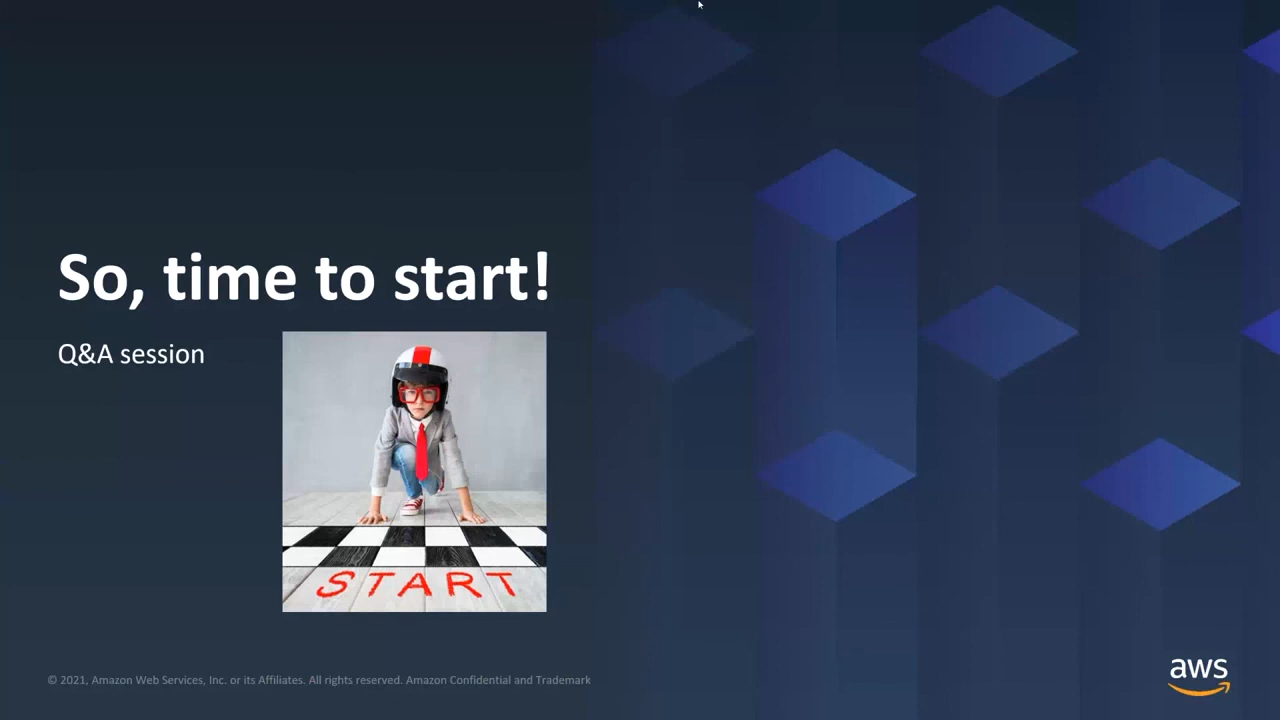 So, time to start!
Q&A session
START
© 2021, Amazon Web Services, Inc. or its Affiliates. All rights reserved. Amazon Confidential and Trademark
aws